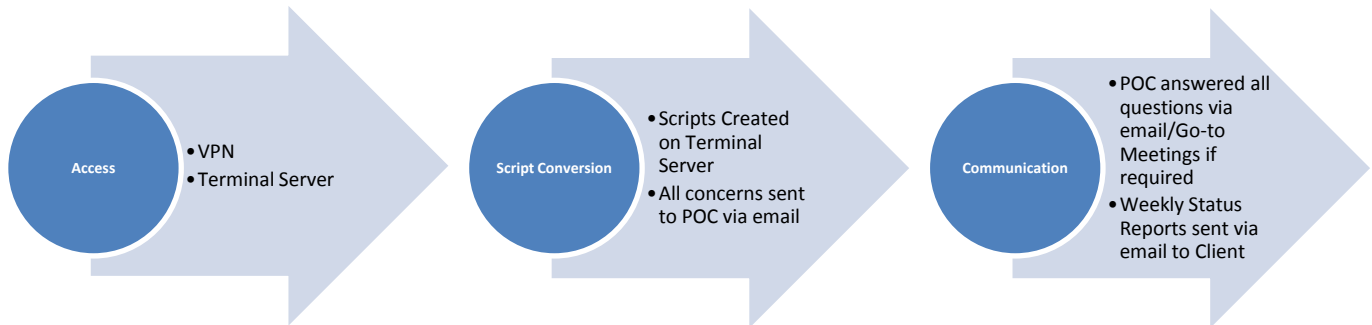 Access
• VPN
• Terminal Server
Script Conversion
• Scripts Created
on Terminal
Server
• All concerns sent
to POC via email
Communication
• POC answered all
questions via
email/Go-to
Meetings if
required
• Weekly Status
Reports sent via
email to Client